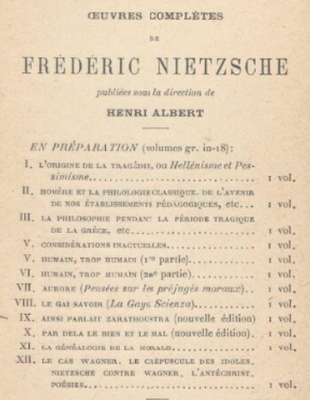 ŒUVRES COMPLÈTES
DE
FRÉDÉRIC NIETZSCHE
publiées sous la direction de
HENRI ALBERT
EN PRÉPARATION (volumes gr. in-18):
I. L'ORIGINE DE LA TRAGÉDIE, OU Hellénisme et Pes-
simisme.................... 1 vol.
II. HOMÈRE ET LA PHILOLOGIE CLASSIQUE. DE L'AVENIR
DE NOS ÉTABLISSEMENTS PÉDAGOGIQUES, etc... 1 vol.
III. LA PHILOSOPHIE PENDANT LA PÉRIODE TRAGIQUE
DE LA GRÈCE, etc.................... 1 vol.
V. CONSIDÉRATIONS INACTUELLES.................... 1 vol.
V. HUMAIN, TROP HUMAIN (1re partie).................... 1 vol.
VI. HUMAIN, TROP HUMAIN (2me partie).................... 1 vol.
VII. AURORE (Pensées sur les préjugés moraux).. 1 vol.
VIII. LE GAI SAVOIR (La Gaya Scienza).................... 1 vol.
IX. AINSI PARLAIT ZARATHOUSTRA (nouvelle édition) 1 vol.
X. PAR DELA LE BIEN ET LE MAL (nouvelle édition). 1 vol.
XI. LA GÉNÉALOGIE DE LA MORALE.................... 1 vol.
XII. LE CAS WAGNER, LE CRÉPUSCULE DES IDOLES,
NIETZSCHE CONTRE WAGNER, L'ANTÉCHRIST,
POÉSIES.................... 1 vol.